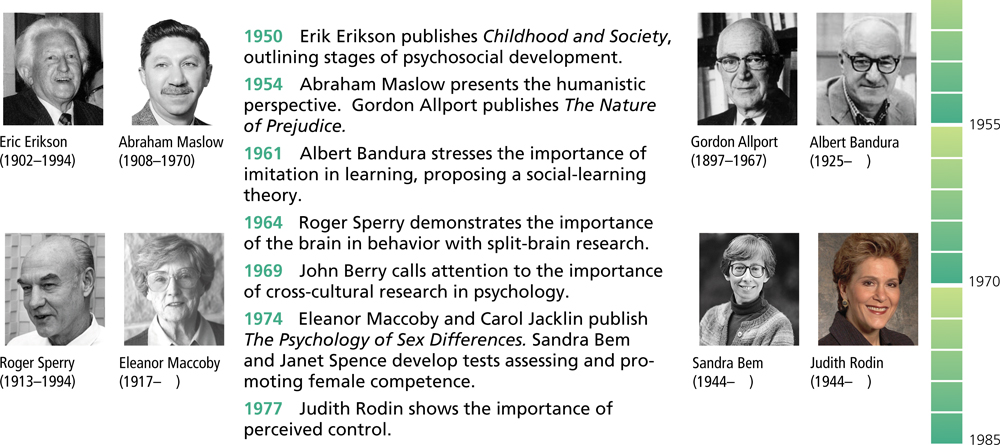 1950 Erik Erikson publishes Childhood and Society,
outlining stages of psychosocial development.
1954 Abraham Maslow presents the humanistic
perspective. Gordon Allport publishes The Nature
of Prejudice.
1961 Albert Bandura stresses the importance of
imitation in learning, proposing a social-learning
theory.
1964 Roger Sperry demonstrates the importance
of the brain in behavior with split-brain research.
1969 John Berry calls attention to the importance
of cross-cultural research in psychology.
1974 Eleanor Maccoby and Carol Jacklin publish
The Psychology of Sex Differences. Sandra Bem
and Janet Spence develop tests assessing and pro-
moting female competence.
1977 Judith Rodin shows the importance of
perceived control.
Eric Erikson
(1902–1994)
Abraham Maslow
(1908–1970)
Gordon Allport
(1897–1967)
Albert Bandura
(1925– )
Roger Sperry
(1913–1994)
Eleanor Maccoby
(1917– )
Sandra Bem
(1944– )
Judith Rodin
(1944– )
1955
1970
1985